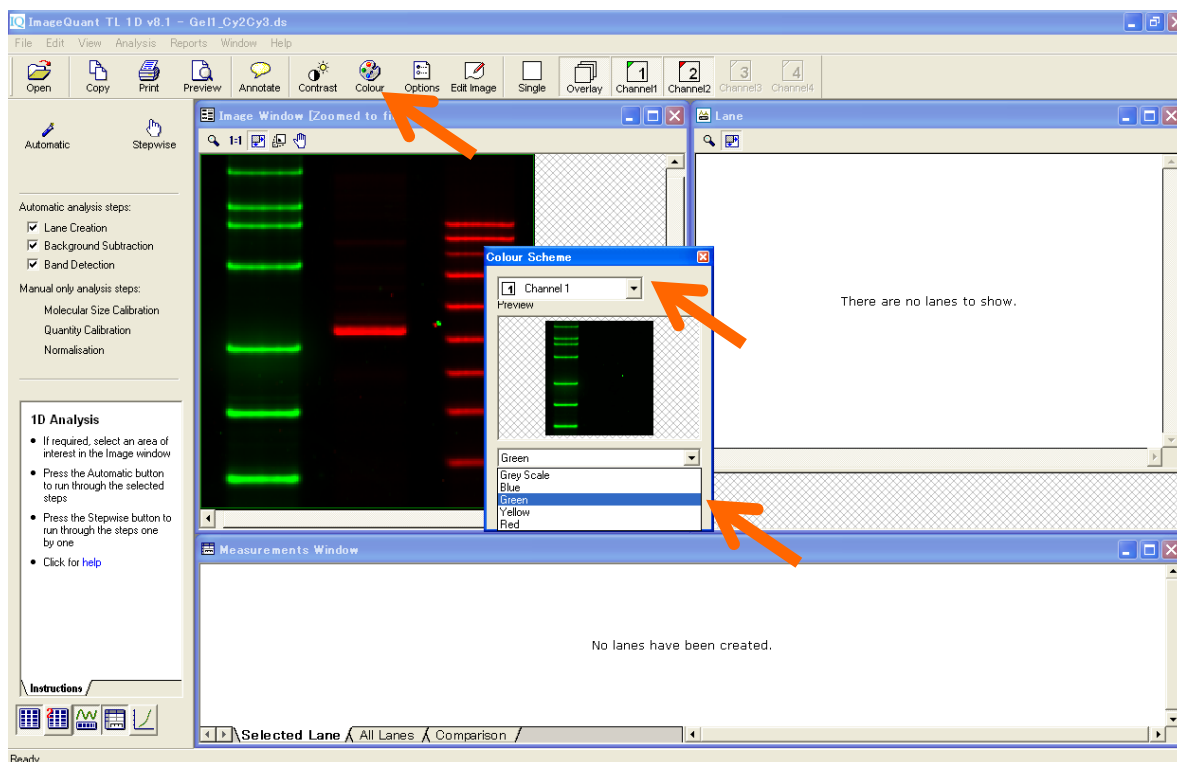 IQ ImageQuant TL 1D v8.1 - Gel1_Cy2Cy3.ds
File Edit View Analysis Reports Window Help
Open Copy Print Preview Annotate Contrast Colour Options Edit Image Single Overlay Channel1 Channel2 Channel3 Channel4
1 2 3 4
Automatic Stepwise
Automatic analysis steps:
Lane Creation
Background Subtraction
Band Detection
Manual only analysis steps:
Molecular Size Calibration
Quantity Calibration
Normalisation
1D Analysis
If required, select an area of
interest in the Image window
Press the Automatic button
to run through the selected
steps
Press the Stepwise button to
run through the steps one
by one
Click for help
Instructions
Image Window [Zoomed to
1:1
Colour Scheme
1 Channel 1
Preview
Green
Grey Scale
Blue
Green
Yellow
Red
Lane
There are no lanes to show.
Measurements Window
No lanes have been created.
Selected Lane All Lanes Comparison
Ready